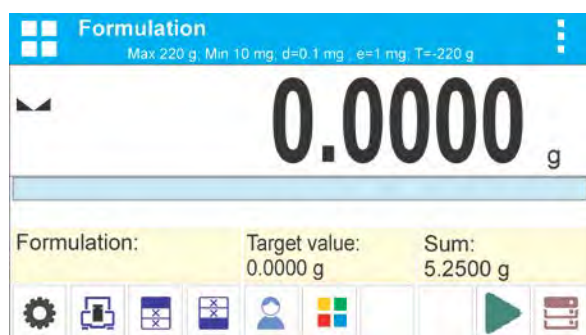 Formulation
Max 220 g; Min 10 mg; d=0.1 mg ; e=1 mg; T=-220 g
0.0000 g
Formulation:
Target value:
0.0000 g
Sum:
5.2500 g